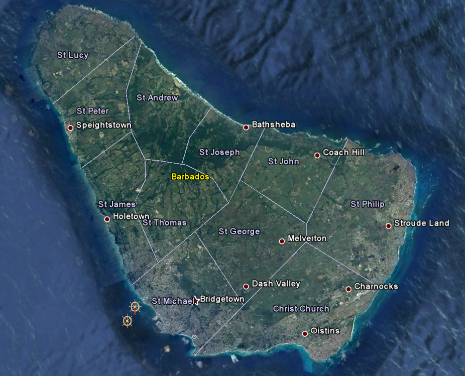 St Lucy
St Andrew
St Peter
Speightstown
Bathsheba
St Joseph
St John
Coach Hill
Barbados
St James
Holetown
St Thomas
St Philip
Stroude Land
St George
Melverton
Dash Valley
Charnocks
St Michael
Bridgetown
Christ Church
Oistins